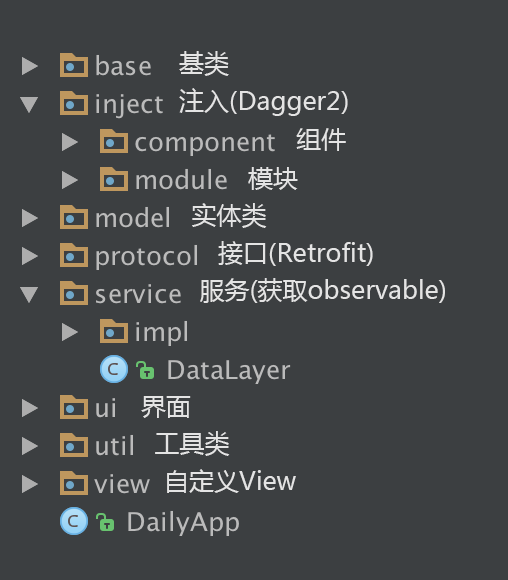 base 基类
inject 注入(Dagger2)
component 组件
module 模块
model 实体类
protocol 接口(Retrofit)
service 服务(获取observable)
impl
C DataLayer
ui 界面
util 工具类
view 自定义View
C DailyApp